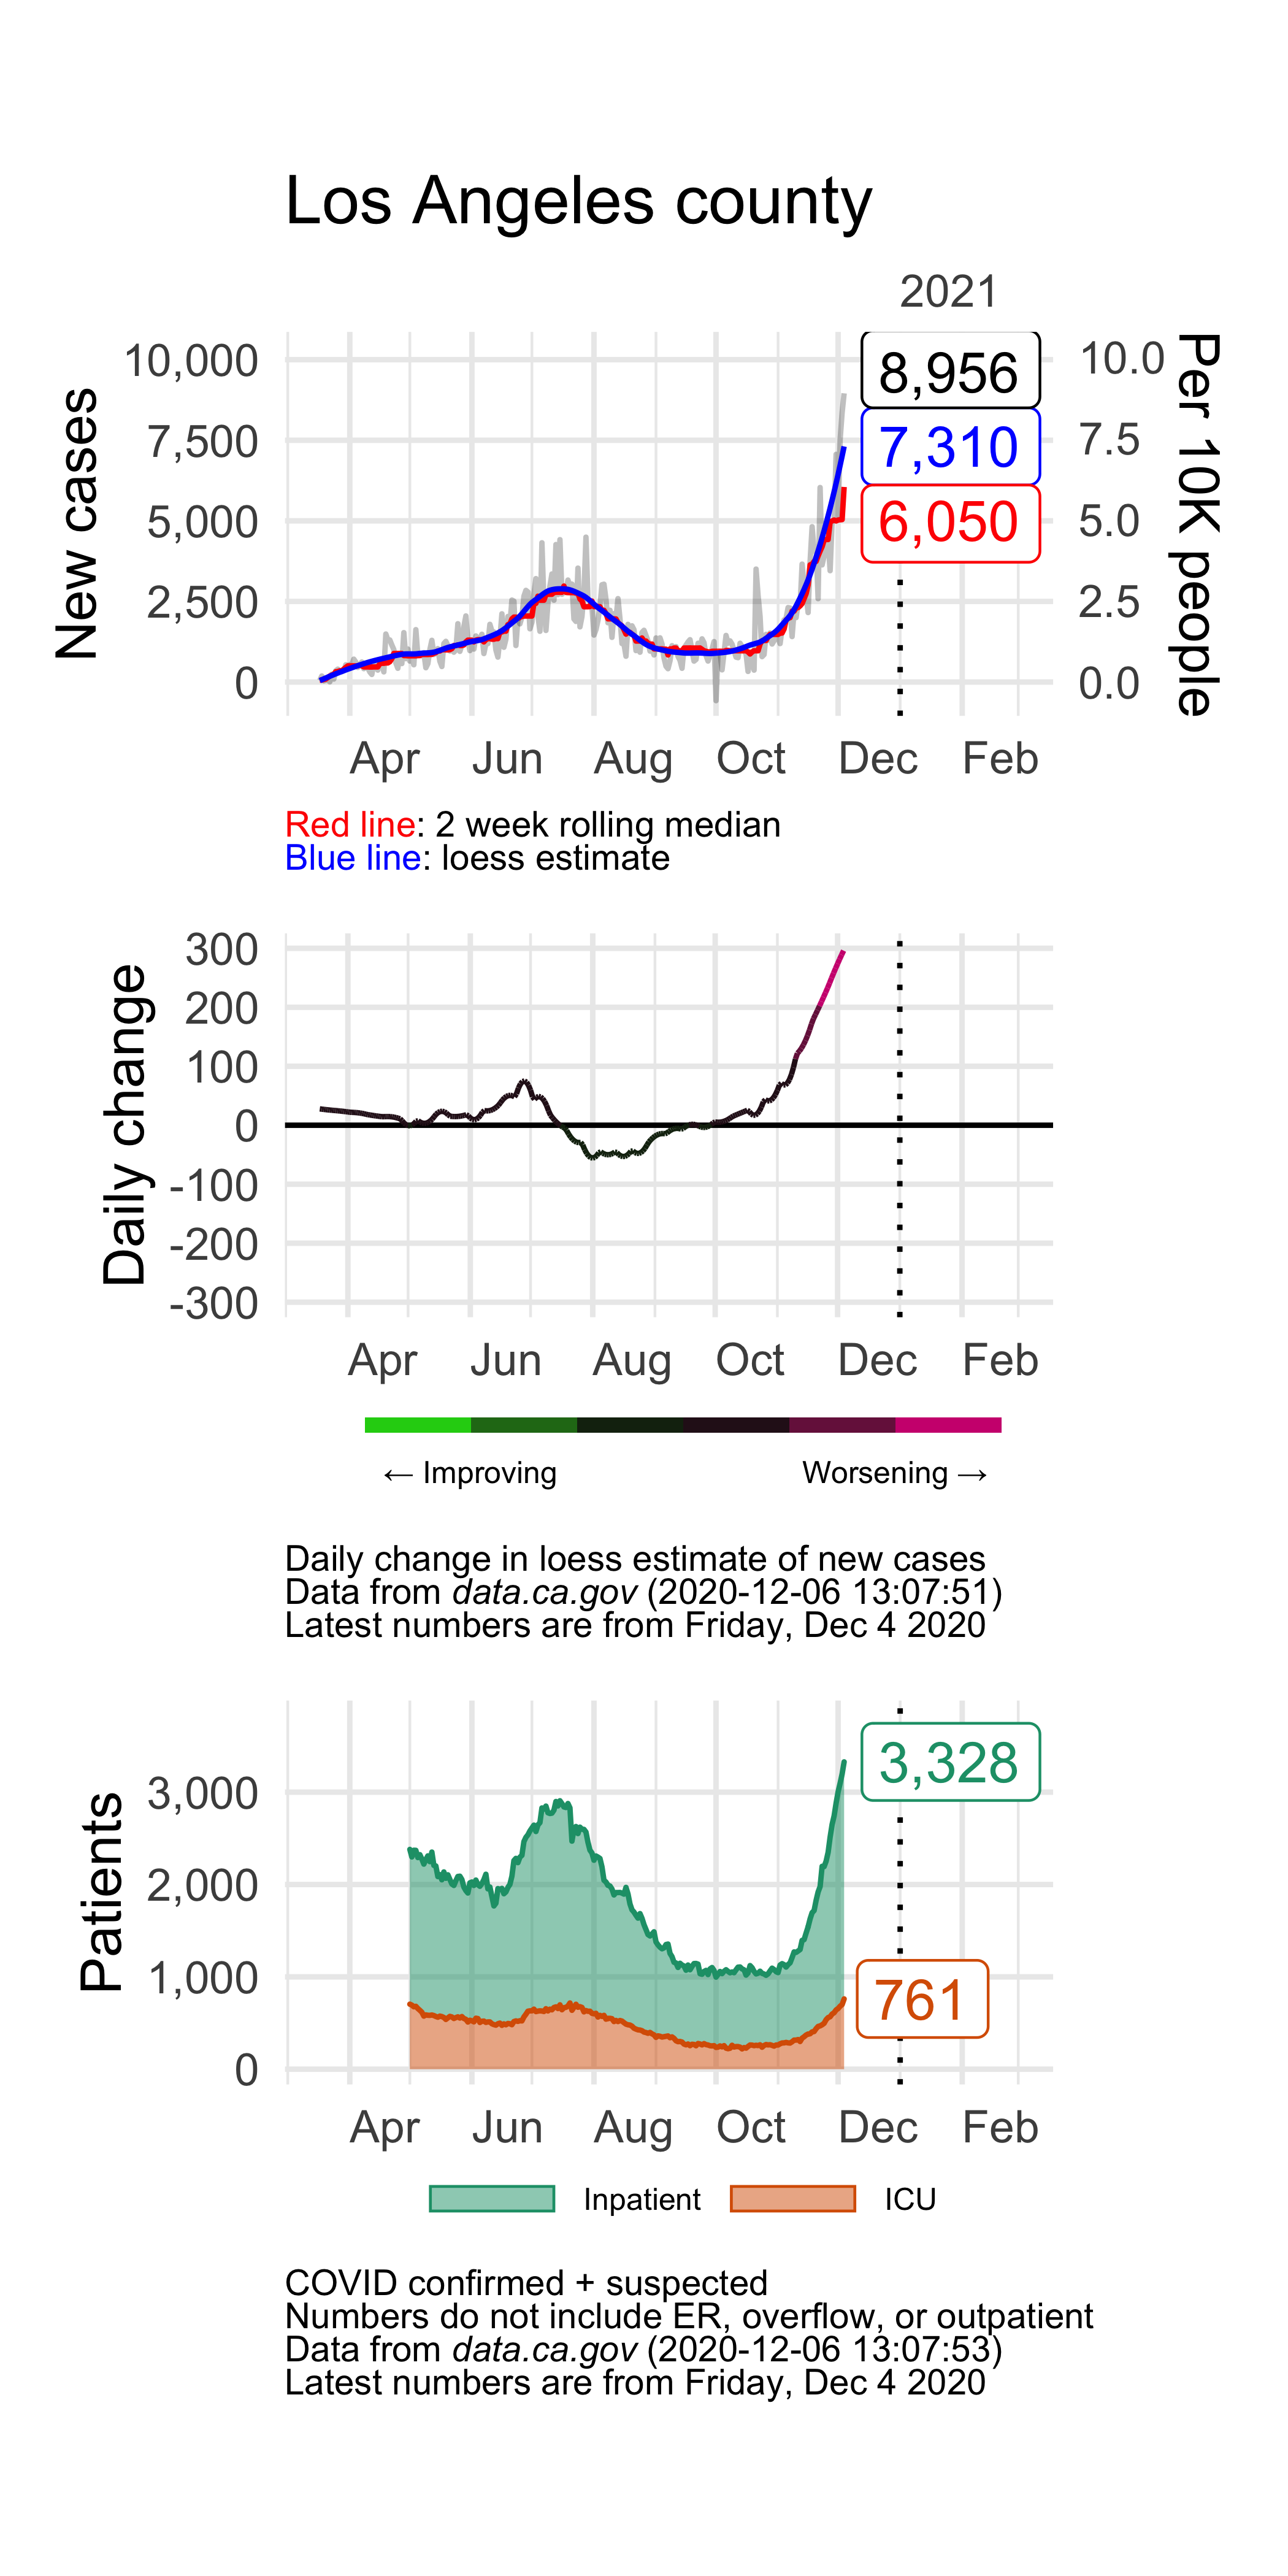 Los Angeles county
2021
10,000
7,500
5,000
2,500
0
New cases
8,956
7,310
6,050
10.0
7.5
5.0
2.5
0.0
Per 10K people
Apr Jun Aug Oct Dec Feb
Red line: 2 week rolling median
Blue line: loess estimate
300
200
100
0
-100
-200
-300
Daily change
Apr Jun Aug Oct Dec Feb
← Improving Worsening →
Daily change in loess estimate of new cases
Data from data.ca.gov (2020-12-06 13:07:51)
Latest numbers are from Friday, Dec 4 2020
3,000
2,000
1,000
0
Patients
3,328
761
Apr Jun Aug Oct Dec Feb
Inpatient ICU
COVID confirmed + suspected
Numbers do not include ER, overflow, or outpatient
Data from data.ca.gov (2020-12-06 13:07:53)
Latest numbers are from Friday, Dec 4 2020